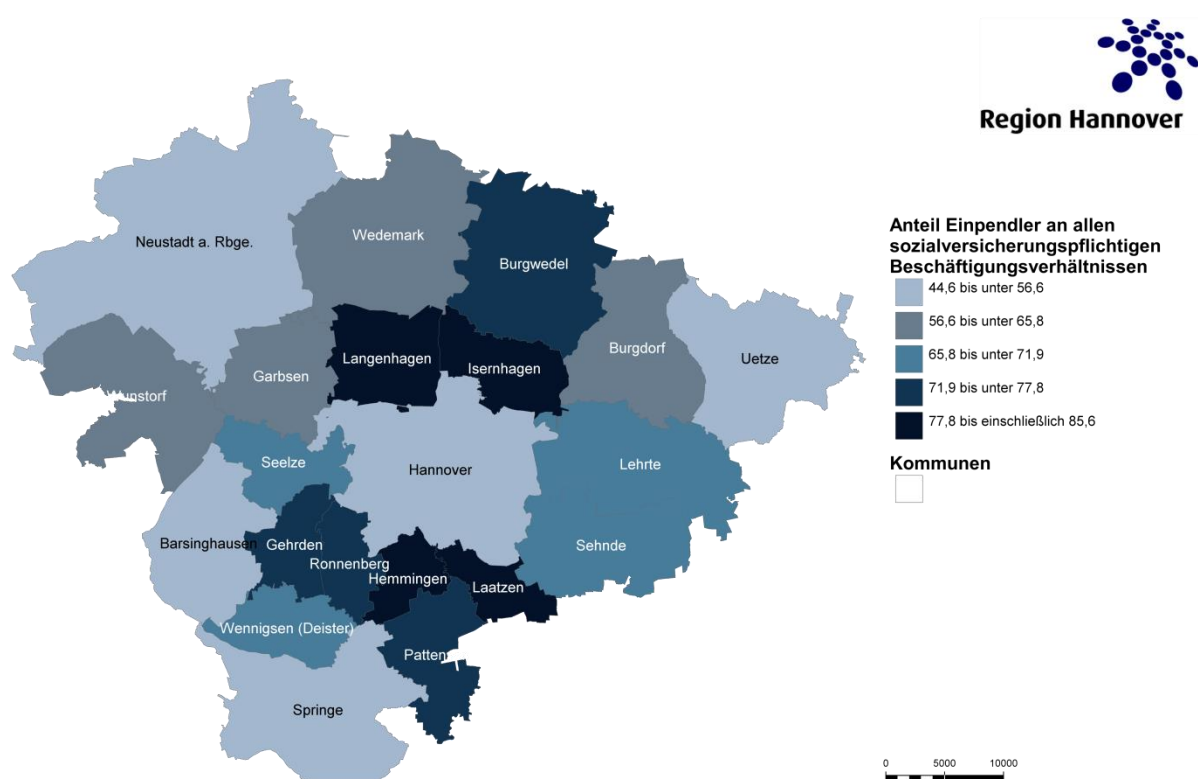 Region Hannover
Anteil Einpendler an allen
sozialversicherungspflichtigen
Beschäftigungsverhältnissen
44,6 bis unter 56,6
56,6 bis unter 65,8
65,8 bis unter 71,9
71,9 bis unter 77,8
77,8 bis einschließlich 85,6
Kommunen
Neustadt a. Rbge.
Wedemark
Burgwedel
Langenhagen
Isernhagen
Burgdorf
Uetze
Garbsen
Wunstorf
Seelze
Hannover
Lehrte
Barsinghausen
Gehrden
Ronnenberg
Hemmingen
Laatzen
Sehnde
Wennigsen (Deister)
Patten
Springe
0 5000 10000